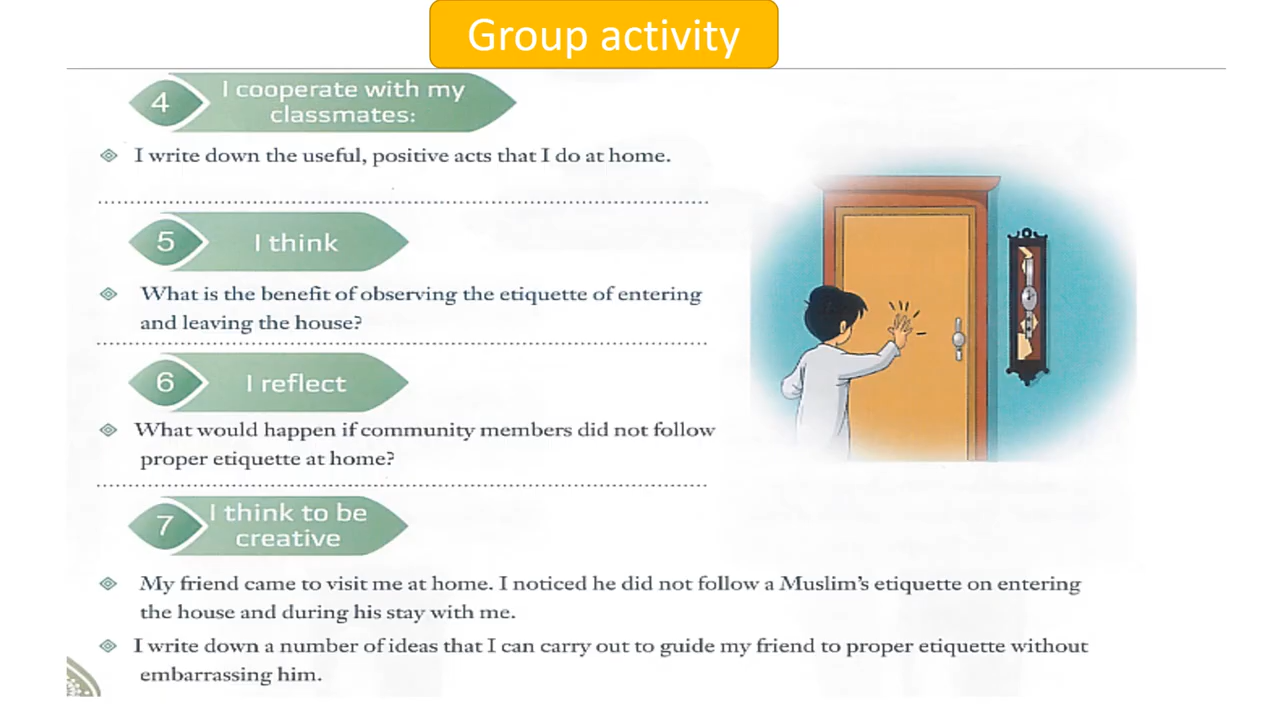 Group activity
4
I cooperate with my
classmates:
I write down the useful, positive acts that I do at home.
5
I think
What is the benefit of observing the etiquette of entering
and leaving the house?
6
I reflect
What would happen if community members did not follow
proper etiquette at home?
7
I think to be
creative
My friend came to visit me at home. I noticed he did not follow a Muslim's etiquette on entering
the house and during his stay with me.
I write down a number of ideas that I can carry out to guide my friend to proper etiquette without
embarrassing him.